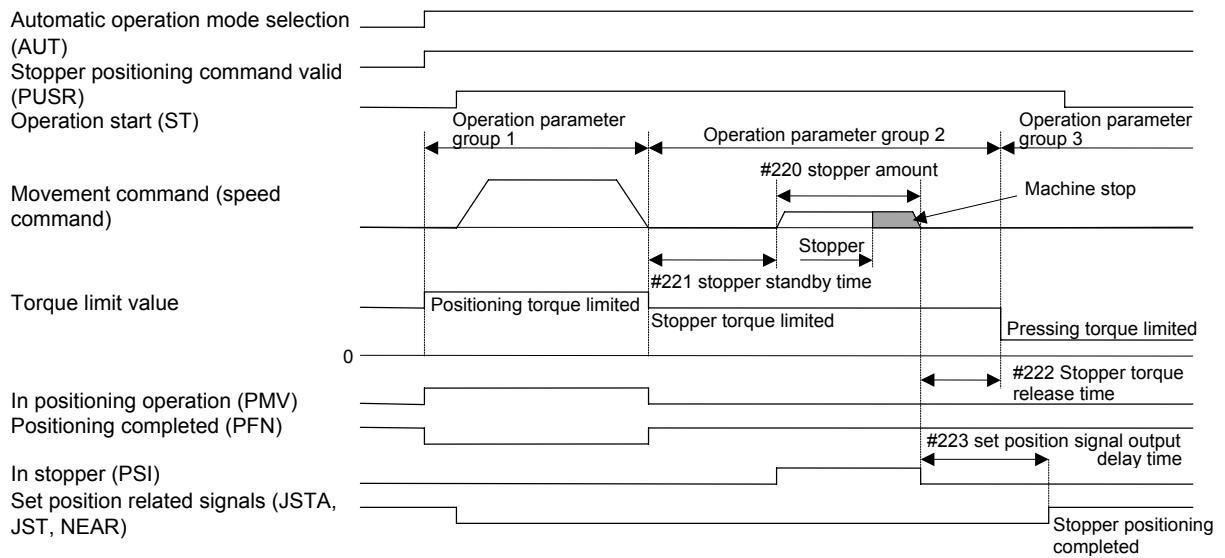 Automatic operation mode selection
(AUT)
Stopper positioning command valid
(PUSR)
Operation start (ST)
Operation parameter
group 1
Operation parameter group 2
Operation parameter
group 3
#220 stopper amount
Machine stop
Movement command (speed
command)
Stopper
#221 stopper standby time
Torque limit value
Positioning torque limited
Stopper torque limited
Pressing torque limited
0
#222 Stopper torque
release time
In positioning operation (PMV)
Positioning completed (PFN)
#223 set position signal output
delay time
In stopper (PSI)
Set position related signals (JSTA,
JST, NEAR)
Stopper positioning
completed